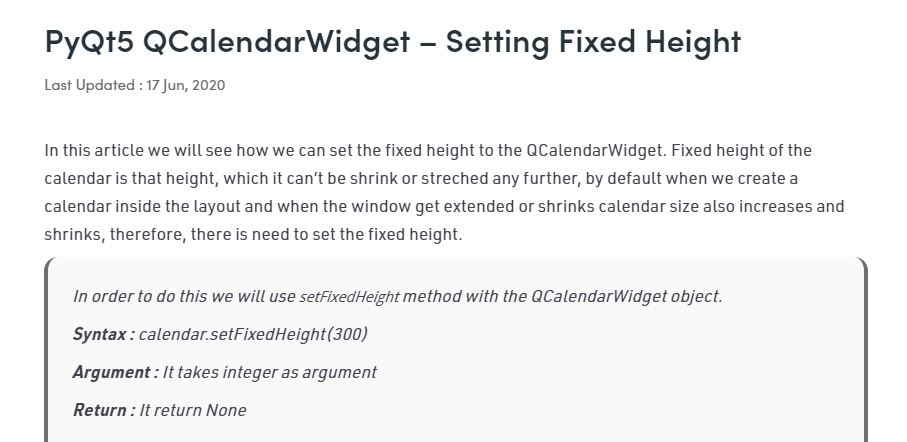 PyQt5 QCalendarWidget – Setting Fixed Height
Last Updated : 17 Jun, 2020
In this article we will see how we can set the fixed height to the QCalendarWidget. Fixed height of the
calendar is that height, which it can’t be shrink or streched any further, by default when we create a
calendar inside the layout and when the window get extended or shrinks calendar size also increases and
shrinks, therefore, there is need to set the fixed height.
In order to do this we will use setFixedHeight method with the QCalendarWidget object.
Syntax : calendar.setFixedHeight(300)
Argument : It takes integer as argument
Return : It return None